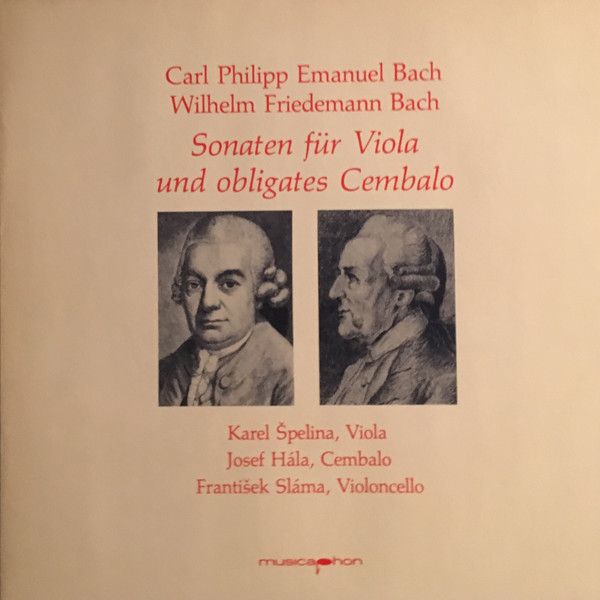 Carl Philipp Emanuel Bach
Wilhelm Friedemann Bach
Sonaten für Viola
und obligates Cembalo
Karel Špelina, Viola
Josef Hála, Cembalo
František Sláma, Violoncello
musicaphon